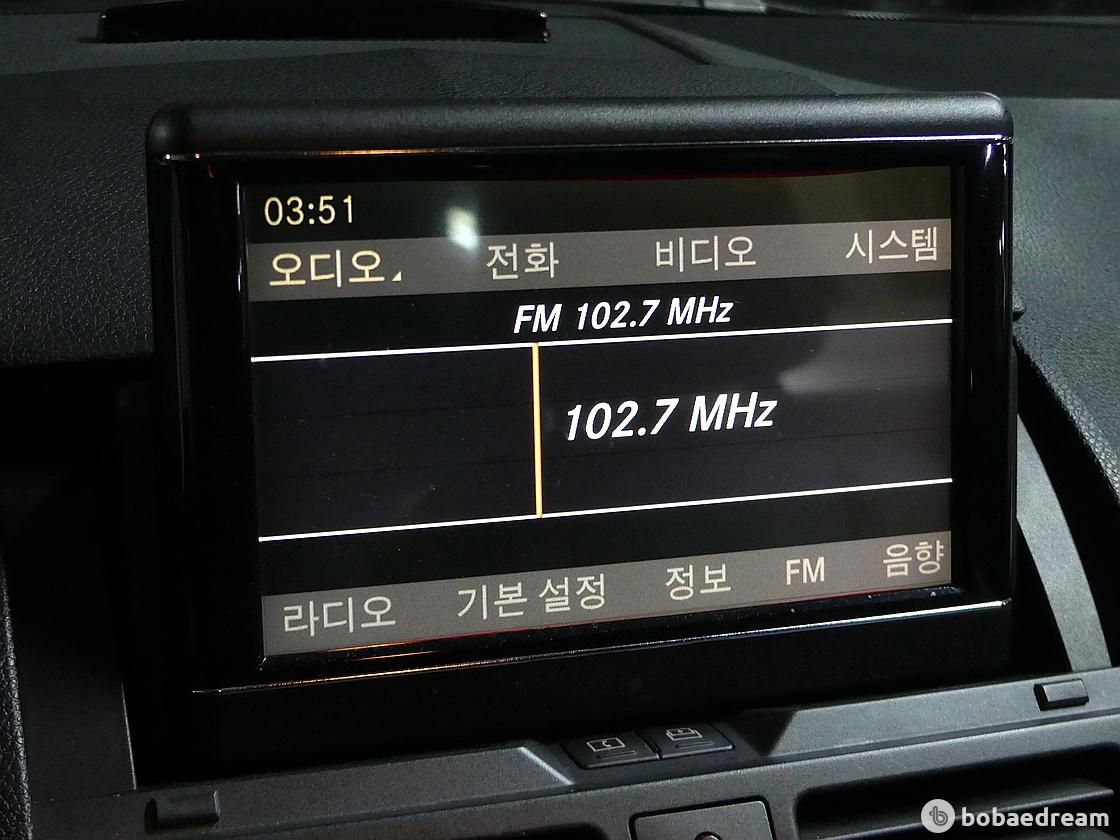 03:51
오디오 전화 비디오 시스템
FM 102.7 MHz
102.7 MHz
라디오 기본 설정 정보 FM 음향
bobaedream